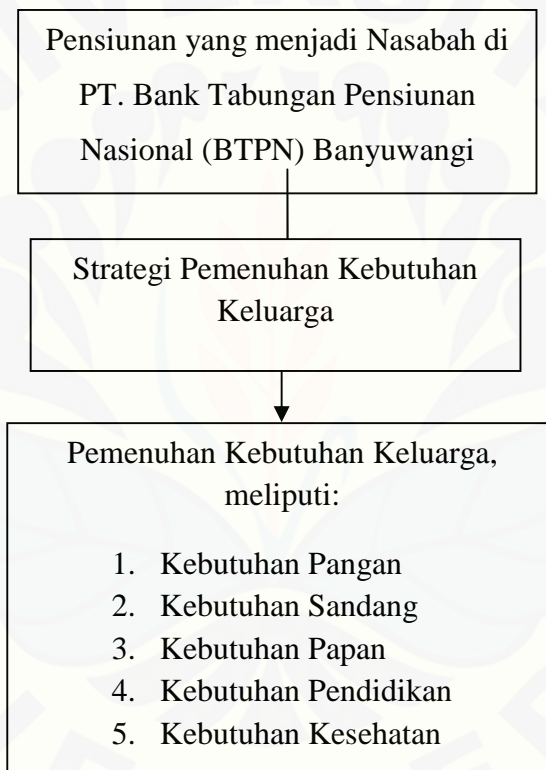 Pensiunan yang menjadi Nasabah di
PT. Bank Tabungan Pensiunan
Nasional (BTPN) Banyuwangi
Strategi Pemenuhan Kebutuhan
Keluarga
Pemenuhan Kebutuhan Keluarga,
meliputi:
1. Kebutuhan Pangan
2. Kebutuhan Sandang
3. Kebutuhan Papan
4. Kebutuhan Pendidikan
5. Kebutuhan Kesehatan